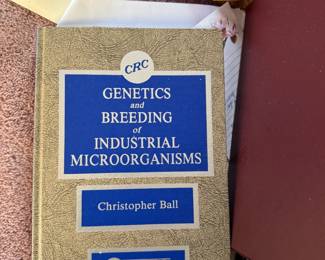 CRC
GENETICS
and
BREEDING
of
INDUSTRIAL
MICROORGANISMS
Christopher Ball